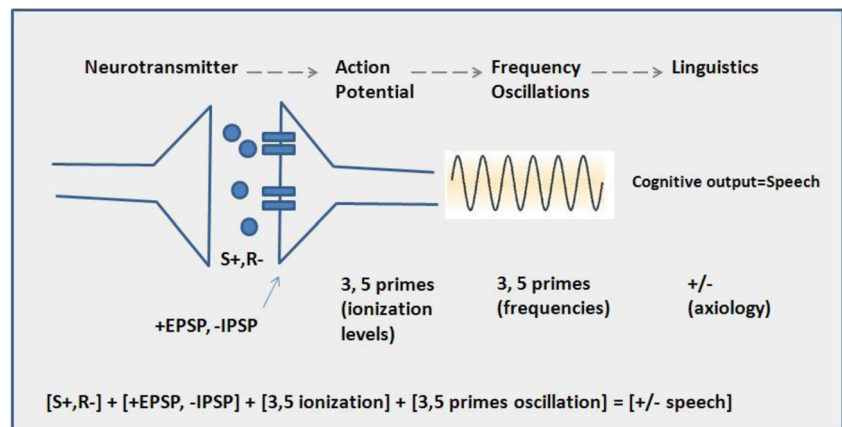 Neurotransmitter Action Frequency Linguistics
Potential Oscillations
Cognitive output=Speech
S+,R-
3, 5 primes 3, 5 primes +/-
(ionization (frequencies) (axiology)
levels)
+EPSP, -IPSP
[S+,R-] + [+EPSP, -IPSP] + [3,5 ionization] + [3,5 primes oscillation] = [+/- speech]